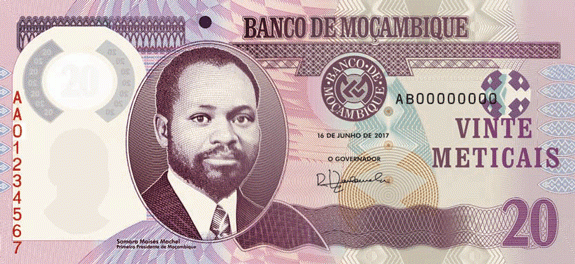 BANCO DE MOÇAMBIQUE
20
BANCO DE MOÇAMBIQUE
AB00000000
AA01234567
16 DE JUNHO DE 2017
O GOVERNADOR
VINTE
METICAIS
20
Samora Moisés Machel
Primeiro Presidente de Moçambique